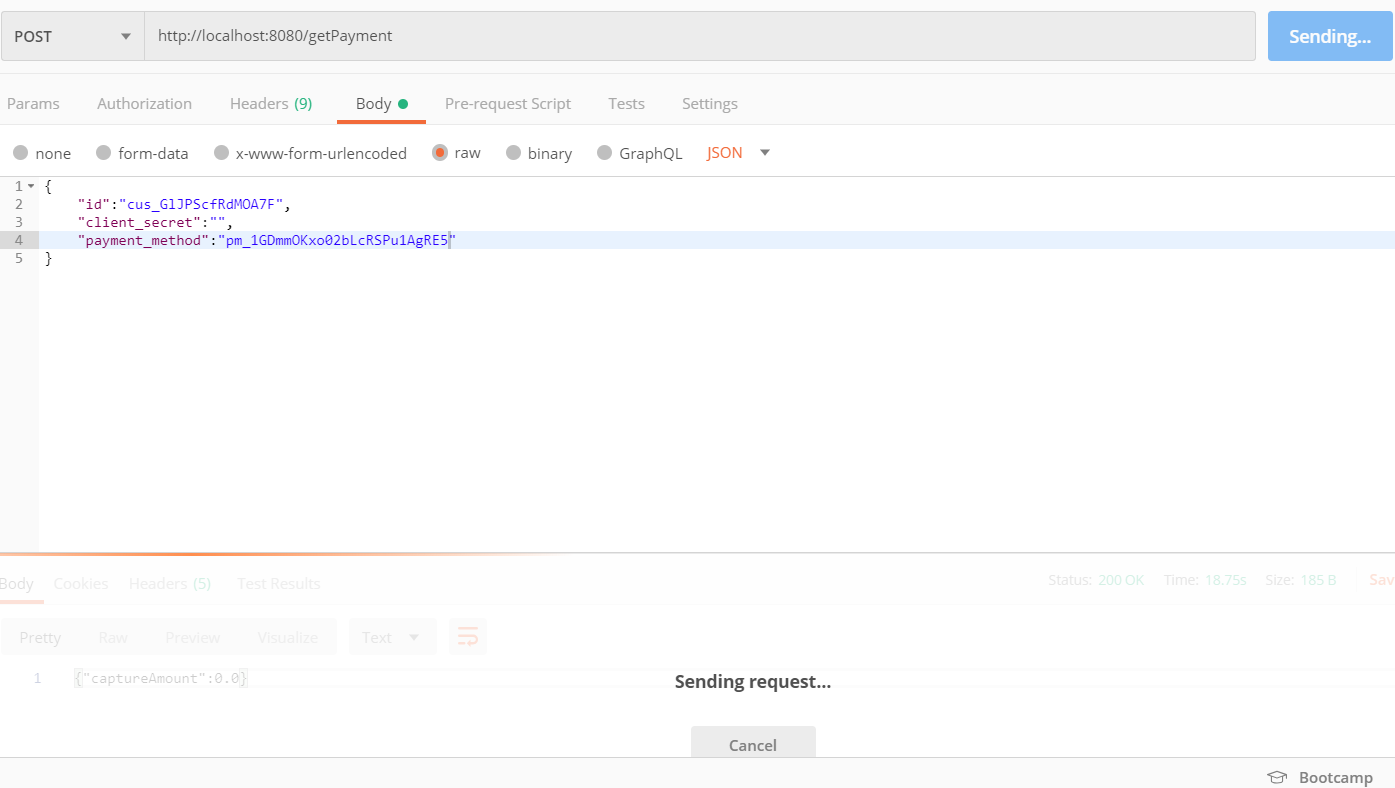 POST http://localhost:8080/getPayment Sending...
Params Authorization Headers (9) Body Pre-request Script Tests Settings
none form-data x-www-form-urlencoded raw binary GraphQL JSON
1 {
2 "id":"cus_GlJPScfRdMOA7F",
3 "client_secret":"",
4 "payment_method":"pm_1GDmmOKxo02bLcRSPu1AgRE5"
5 }
Body Cookies Headers (5) Test Results Status: 200 OK Time: 18.75s Size: 185 B Sav
Pretty Raw Preview Visualize Text
1 {"captureAmount":0.0}
Sending request...
Cancel
Bootcamp